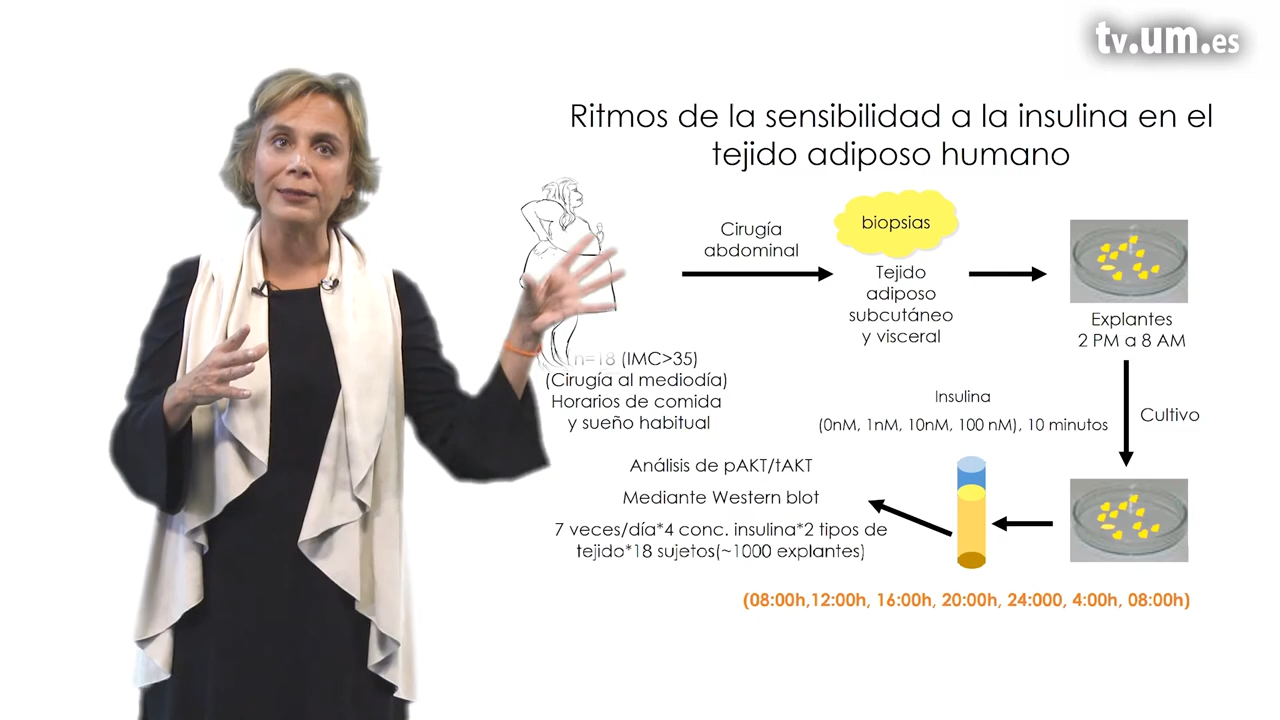 tv.um.es
Ritmos de la sensibilidad a la insulina en el
tejido adiposo humano
Cirugía
abdominal
biopsias
Tejido
adiposo
subcutáneo
y visceral
Explantes
2 PM a 8 AM
n=18 (IMC>35)
(Cirugía al mediodía)
Horarios de comida
y sueño habitual
Insulina
(0nM, 1nM, 10nM, 100 nM), 10 minutos
Cultivo
Análisis de pAKT/tAKT
Mediante Western blot
7 veces/día*4 conc. insulina*2 tipos de
tejido*18 sujetos(~1000 explantes)
(08:00h,12:00h, 16:00h, 20:00h, 24:000, 4:00h, 08:00h)